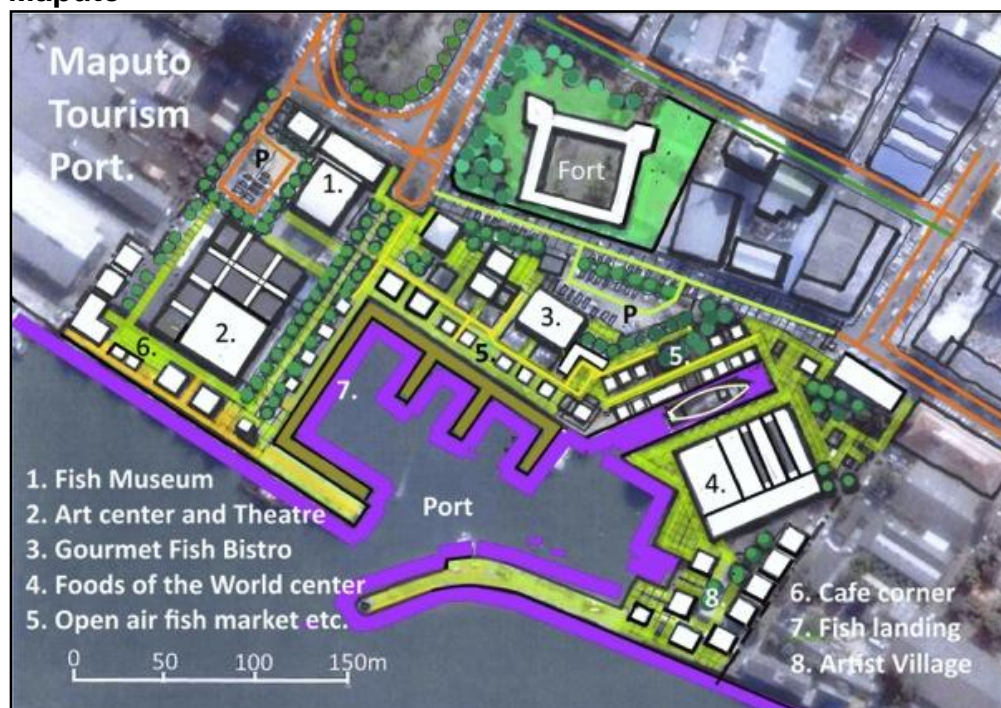 Maputo
Maputo
Tourism
Port.
P
1.
Fort
2.
3.
P
5.
5.
6.
7.
4.
Port
8.
1. Fish Museum
2. Art center and Theatre
3. Gourmet Fish Bistro
4. Foods of the World center
5. Open air fish market etc.
6. Cafe corner
7. Fish landing
8. Artist Village
0 50 100 150m